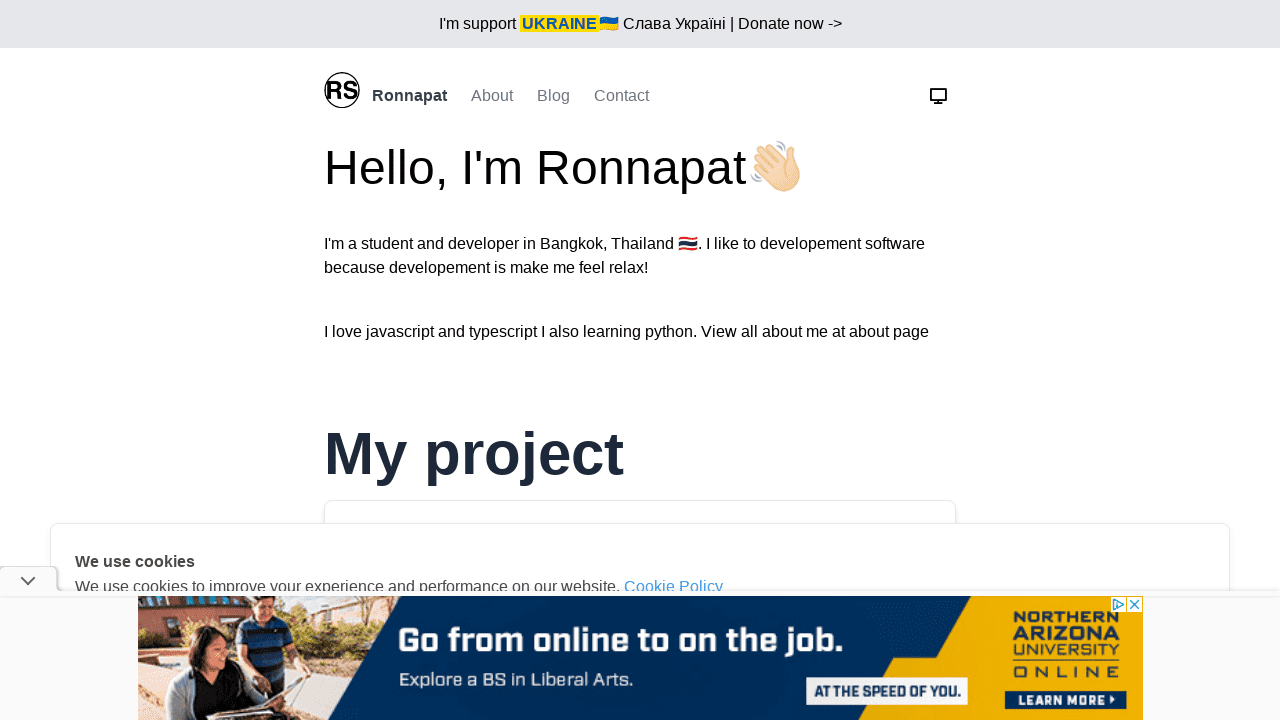 I'm support UKRAINE🇺🇦 Слава Україні | Donate now ->
RS Ronnapat About Blog Contact
Hello, I'm Ronnapat👋🏻
I'm a student and developer in Bangkok, Thailand 🇹🇭. I like to developement software
because developement is make me feel relax!
I love javascript and typescript I also learning python. View all about me at about page
My project
We use cookies
We use cookies to improve your experience and performance on our website. Cookie Policy
Go from online to on the job.
Explore a BS in Liberal Arts.
AT THE SPEED OF YOU.
NORTHERN
ARIZONA
UNIVERSITY
ONLINE
LEARN MORE